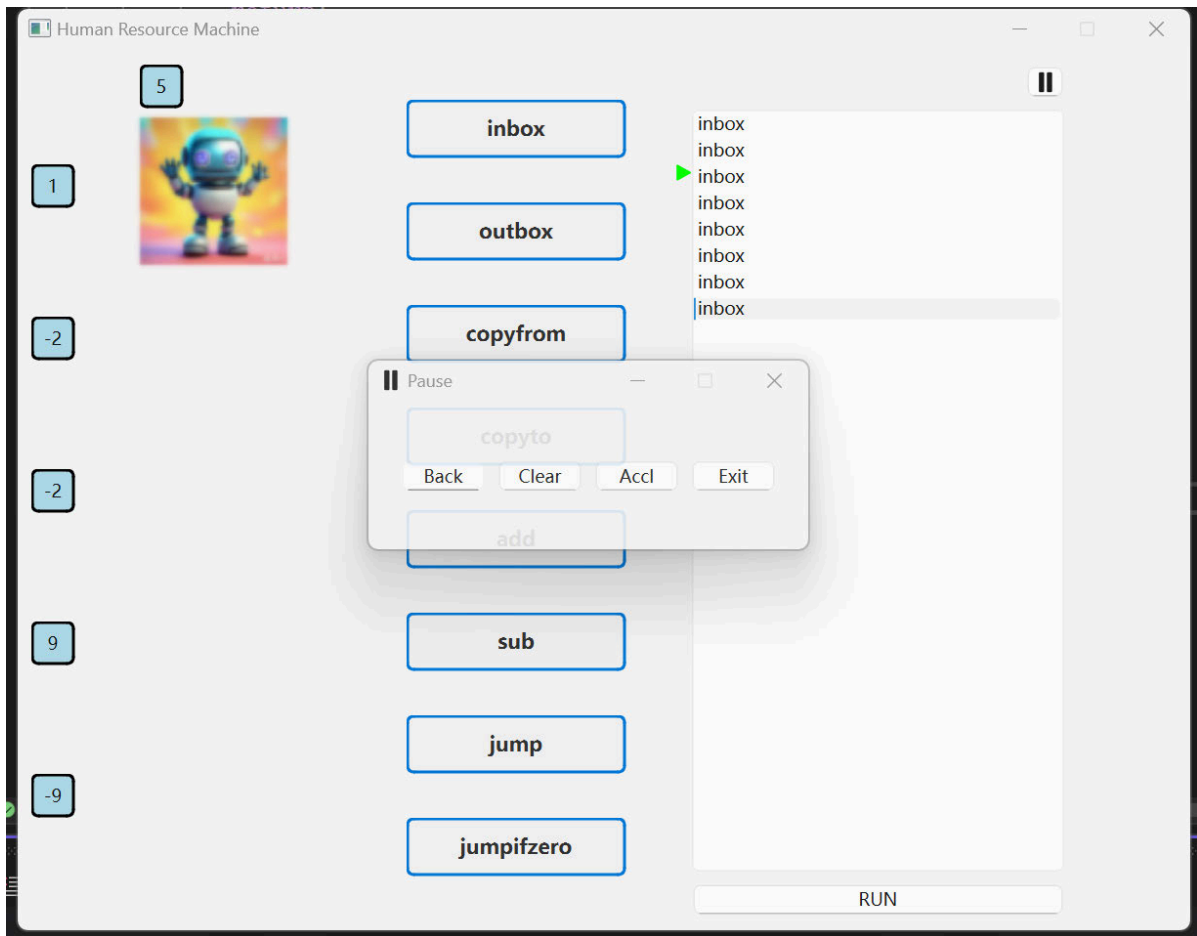 Human Resource Machine
5
1
-2
-2
9
-9
inbox
outbox
copyfrom
copyto
add
sub
jump
jumpifzero
Pause
Back Clear Accl Exit
inbox
inbox
inbox
inbox
inbox
inbox
inbox
inbox
RUN